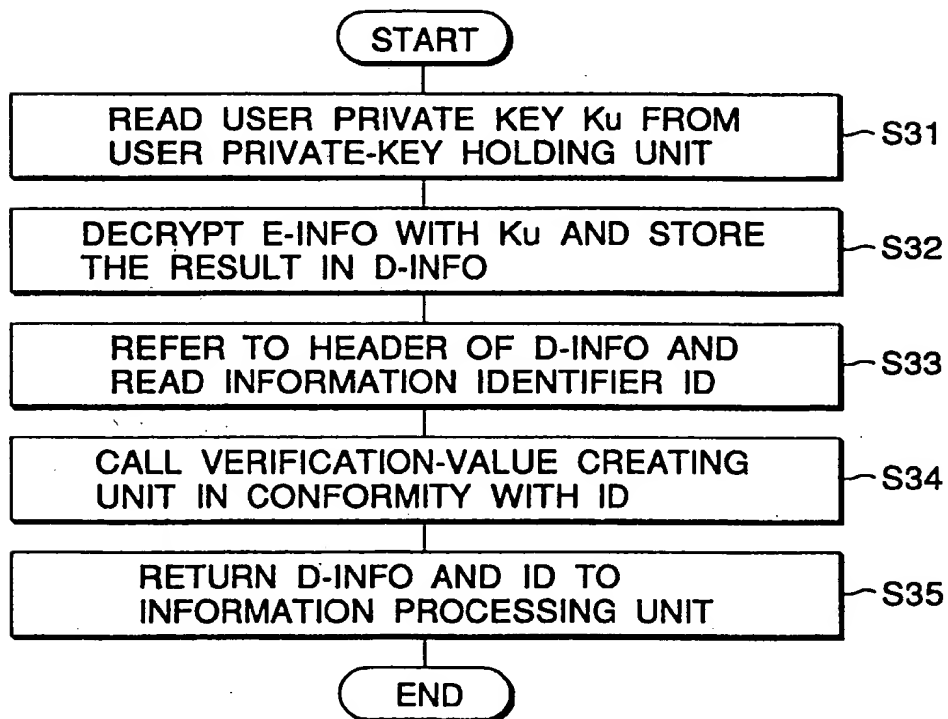 START
READ USER PRIVATE KEY Ku FROM
USER PRIVATE-KEY HOLDING UNIT
S31
DECRYPT E-INFO WITH Ku AND STORE
THE RESULT IN D-INFO
S32
REFER TO HEADER OF D-INFO AND
READ INFORMATION IDENTIFIER ID
S33
CALL VERIFICATION-VALUE CREATING
UNIT IN CONFORMITY WITH ID
S34
RETURN D-INFO AND ID TO
INFORMATION PROCESSING UNIT
S35
END